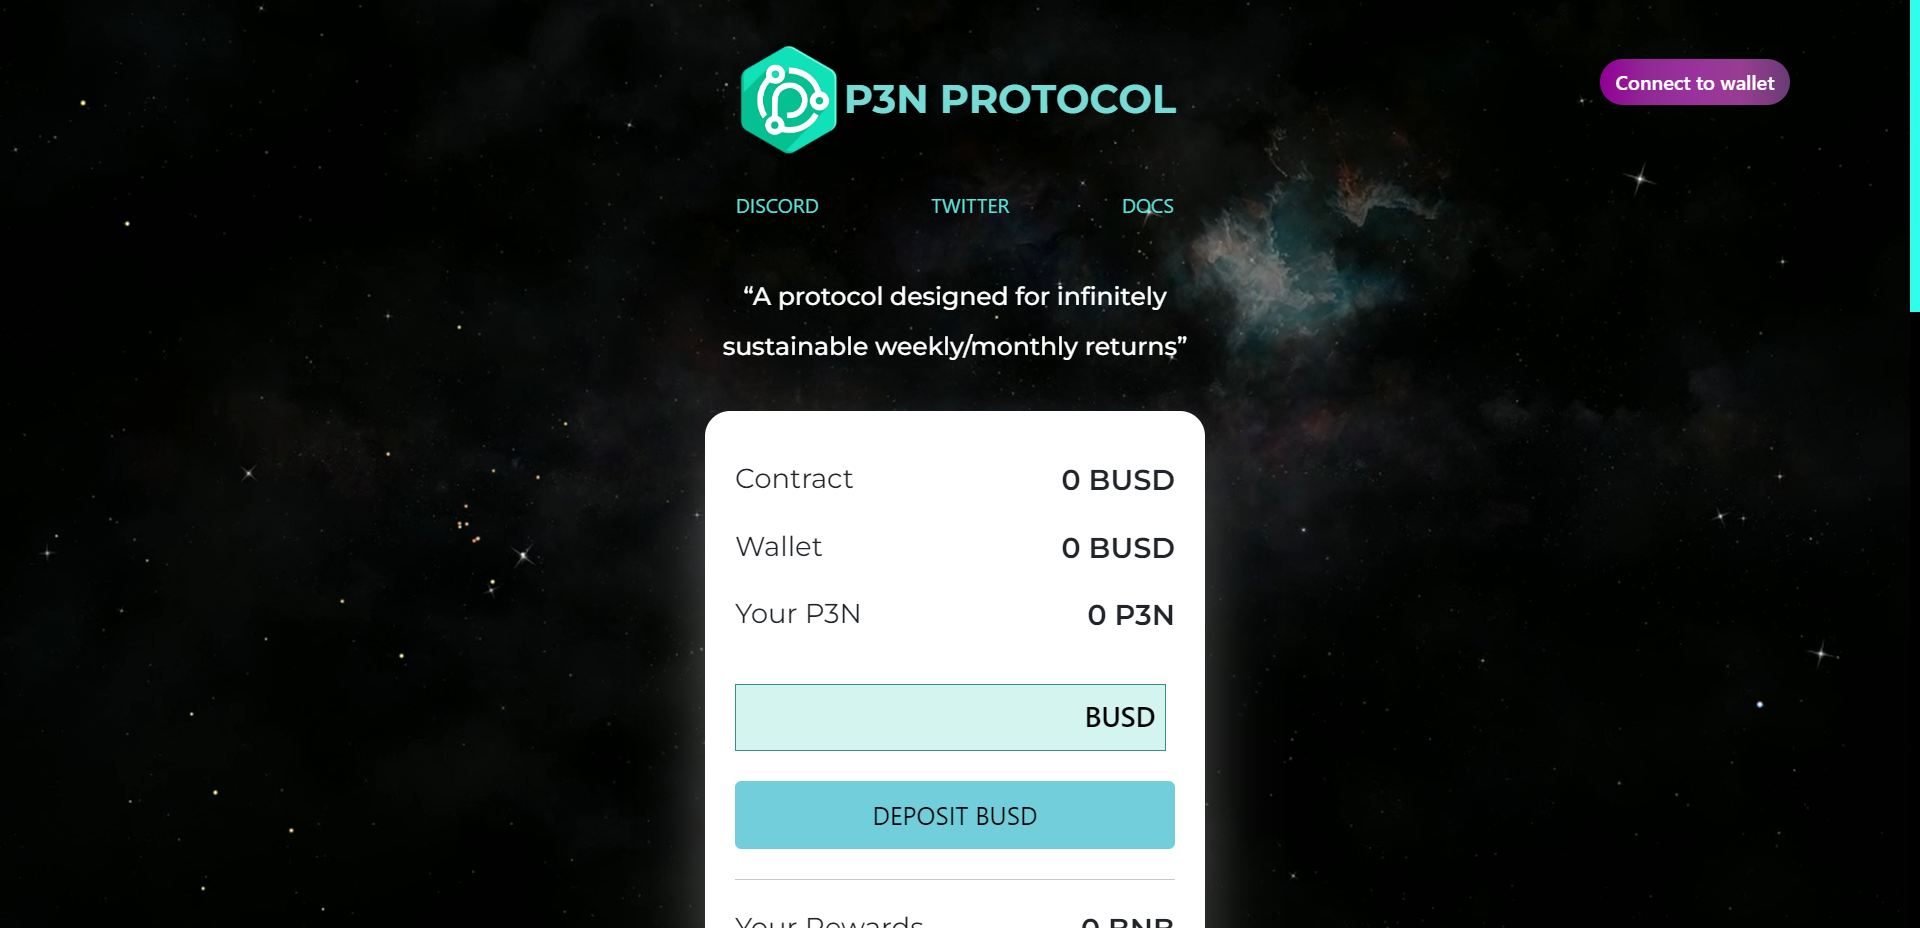 P3N PROTOCOL
Connect to wallet
DISCORD TWITTER DOCS
“A protocol designed for infinitely
sustainable weekly/monthly returns”
Contract 0 BUSD
Wallet 0 BUSD
Your P3N 0 P3N
BUSD
DEPOSIT BUSD
Your Rewards 0 BNB